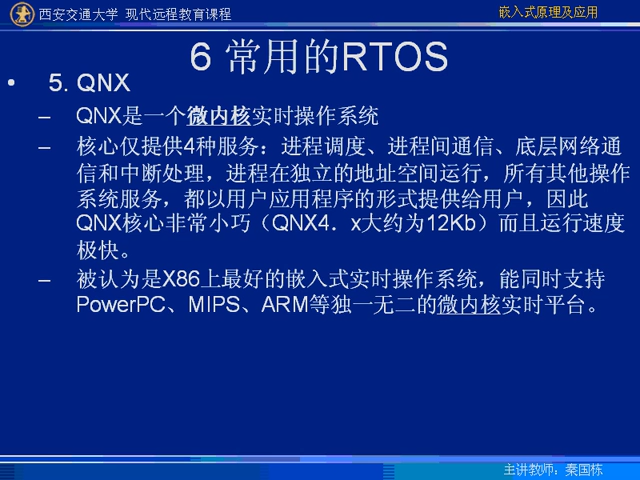 西安交通大学 现代远程教育课程
嵌入式原理及应用
6 常用的RTOS
• 5. QNX
– QNX是一个微内核实时操作系统
– 核心仅提供4种服务：进程调度、进程间通信、底层网络通
信和中断处理，进程在独立的地址空间运行，所有其他操作
系统服务，都以用户应用程序的形式提供给用户，因此
QNX核心非常小巧（QNX4．x大约为12Kb）而且运行速度
极快。
– 被认为是X86上最好的嵌入式实时操作系统，能同时支持
PowerPC、MIPS、ARM等独一无二的微内核实时平台。
主讲教师：秦国栋